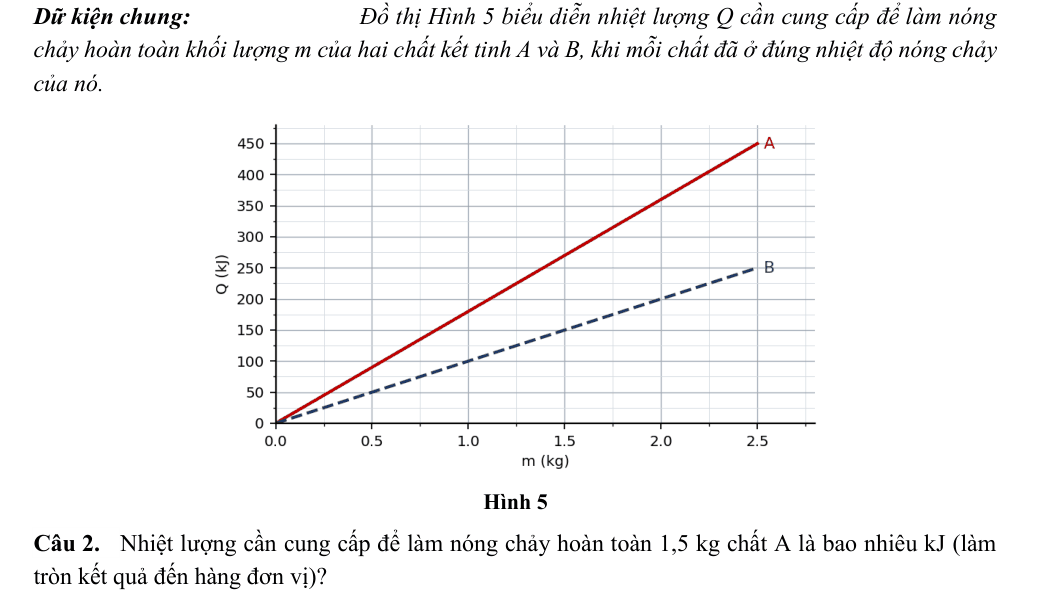 Dữ kiện chung: Đồ thị Hình 5 biểu diễn nhiệt lượng Q cần cung cấp để làm nóng
chảy hoàn toàn khối lượng m của hai chất kết tinh A và B, khi mỗi chất đã ở đúng nhiệt độ nóng chảy
của nó.
450
400
350
300
250
200
150
100
50
0
Q (kJ)
A
B
0.0 0.5 1.0 1.5 2.0 2.5
m (kg)
Hình 5
Câu 2. Nhiệt lượng cần cung cấp để làm nóng chảy hoàn toàn 1,5 kg chất A là bao nhiêu kJ (làm
tròn kết quả đến hàng đơn vị)?